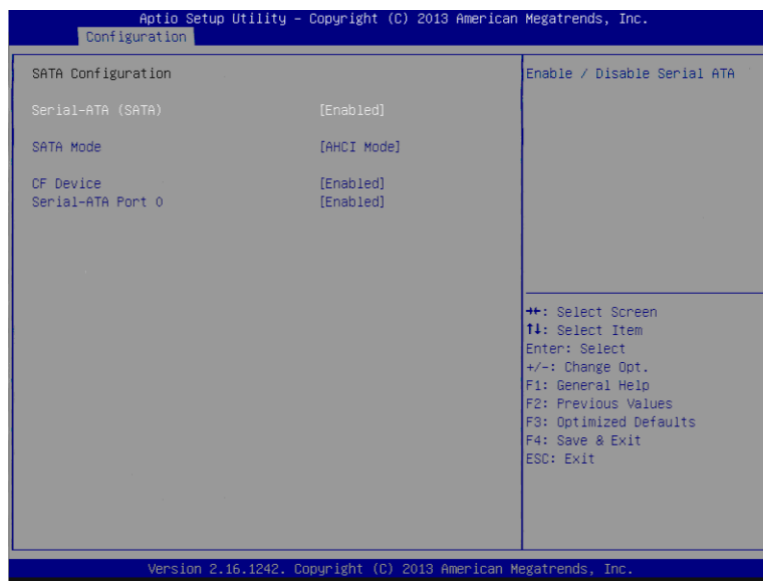 Aptio Setup Utility – Copyright (C) 2013 American Megatrends, Inc.
Configuration
SATA Configuration
Serial-ATA (SATA) [Enabled]
SATA Mode [AHCI Mode]
CF Device [Enabled]
Serial-ATA Port 0 [Enabled]
Enable / Disable Serial ATA
→←: Select Screen
↑↓: Select Item
Enter: Select
+/-: Change Opt.
F1: General Help
F2: Previous Values
F3: Optimized Defaults
F4: Save & Exit
ESC: Exit
Version 2.16.1242. Copyright (C) 2013 American Megatrends, Inc.